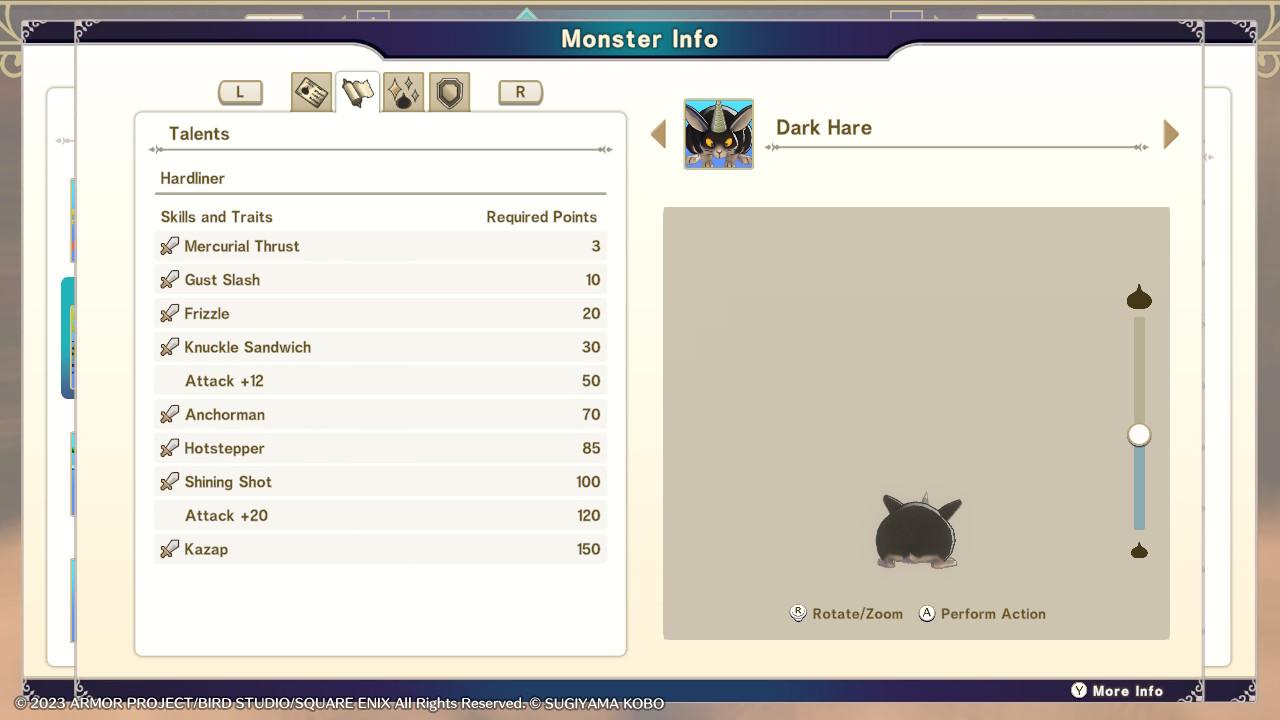 Monster Info
L
R
Talents
Hardliner
Skills and Traits Required Points
Mercurial Thrust 3
Gust Slash 10
Frizzle 20
Knuckle Sandwich 30
Attack +12 50
Anchorman 70
Hotstepper 85
Shining Shot 100
Attack +20 120
Kazap 150
Dark Hare
R Rotate/Zoom A Perform Action
Y More Info
© 2023 ARMOR PROJECT/BIRD STUDIO/SQUARE ENIX All Rights Reserved. © SUGIYAMA KOBO